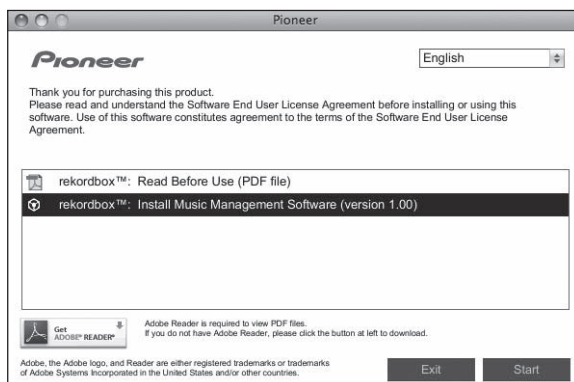 Pioneer
Pioneer
English
Thank you for purchasing this product.
Please read and understand the Software End User License Agreement before installing or using this
software. Use of this software constitutes agreement to the terms of the Software End User License
Agreement.
rekordbox™: Read Before Use (PDF file)
rekordbox™: Install Music Management Software (version 1.00)
Get
ADOBE® READER®
Adobe Reader is required to view PDF files.
If you do not have Adobe Reader, please click the button at left to download.
Adobe, the Adobe logo, and Reader are either registered trademarks or trademarks
of Adobe Systems Incorporated in the United States and/or other countries.
Exit
Start